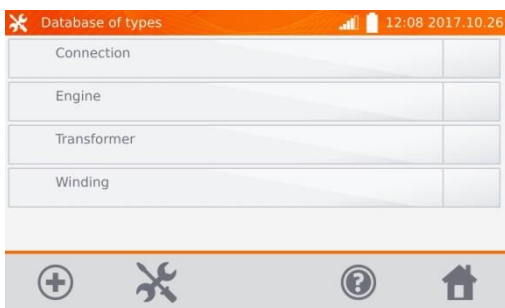 Database of types 12:08 2017.10.26
Connection
Engine
Transformer
Winding